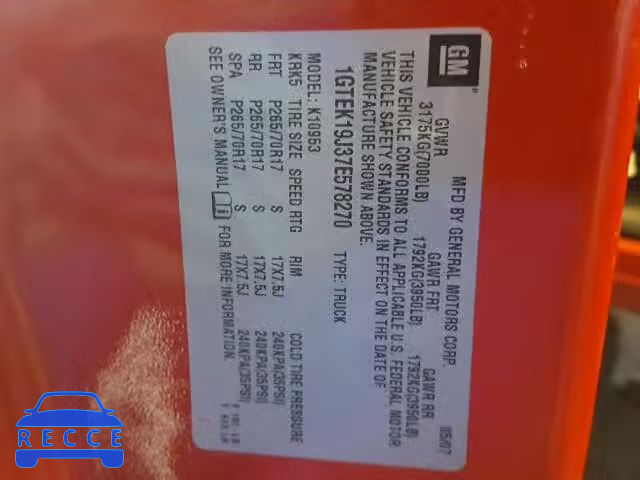 GM
MFD BY GENERAL MOTORS CORP. 05/07
GVWR GAWR FRT GAWR RR
3175KG(7000LB) 1792KG(3950LB) 1792KG(3950LB)
THIS VEHICLE CONFORMS TO ALL APPLICABLE U.S. FEDERAL MOTOR
VEHICLE SAFETY STANDARDS IN EFFECT ON THE DATE OF
MANUFACTURE SHOWN ABOVE.
1GTEK19J37E578270 TYPE: TRUCK
MODEL: K10953
KRK5 TIRE SIZE SPEED RTG RIM COLD TIRE PRESSURE
FRT P265/70R17 S 17X7.5J 240KPA(35PSI)
RR P265/70R17 S 17X7.5J 240KPA(35PSI)
SPA P265/70R17 S 17X7.5J 240KPA(35PSI)
SEE OWNER'S MANUAL FOR MORE INFORMATION.
RECCE